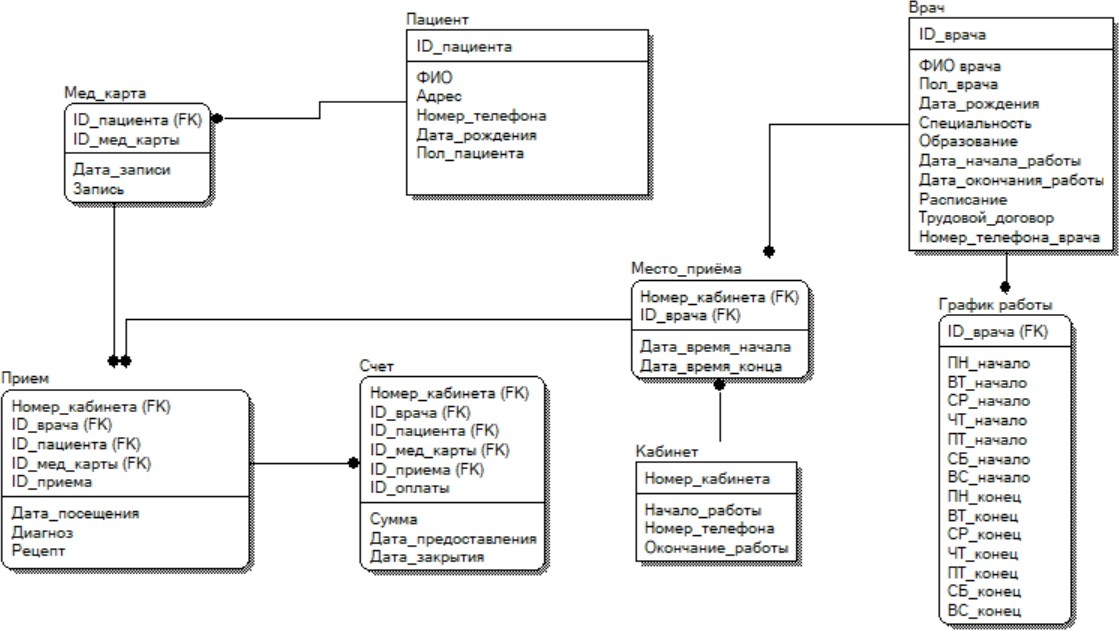 Пациент
ID_пациента
ФИО
Адрес
Номер_телефона
Дата_рождения
Пол_пациента
Врач
ID_врача
ФИО врача
Пол_врача
Дата_рождения
Специальность
Образование
Дата_начала_работы
Дата_окончания_работы
Расписание
Трудовой_договор
Номер_телефона_врача
Мед_карта
ID_пациента (FK)
ID_мед_карты
Дата_записи
Запись
Место_приёма
Номер_кабинета (FK)
ID_врача (FK)
Дата_время_начала
Дата_время_конца
График работы
ID_врача (FK)
ПН_начало
ВТ_начало
СР_начало
ЧТ_начало
ПТ_начало
СБ_начало
ВС_начало
ПН_конец
ВТ_конец
СР_конец
ЧТ_конец
ПТ_конец
СБ_конец
ВС_конец
Прием
Номер_кабинета (FK)
ID_врача (FK)
ID_пациента (FK)
ID_мед_карты (FK)
ID_приема
Дата_посещения
Диагноз
Рецепт
Счет
Номер_кабинета (FK)
ID_врача (FK)
ID_пациента (FK)
ID_мед_карты (FK)
ID_приема (FK)
ID_оплаты
Сумма
Дата_предоставления
Дата_закрытия
Кабинет
Номер_кабинета
Начало_работы
Номер_телефона
Окончание_работы